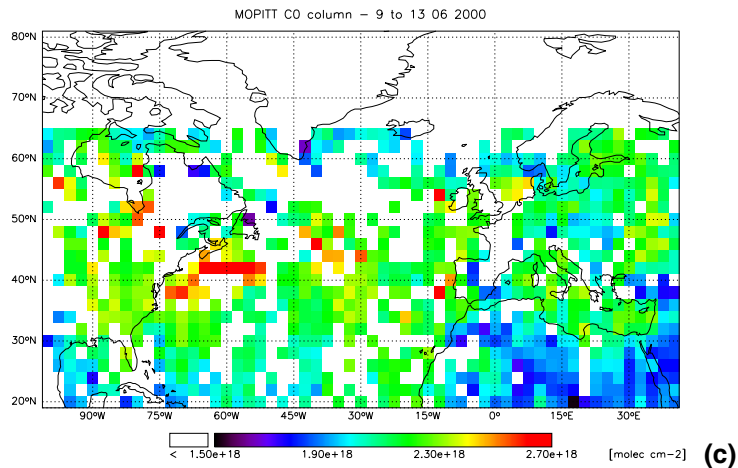 MOPITT CO column - 9 to 13 06 2000
80°N
70°N
60°N
50°N
40°N
30°N
20°N
90°W 75°W 60°W 45°W 30°W 15°W 0°E 15°E 30°E
< 1.50e+18 1.90e+18 2.30e+18 2.70e+18 [molec cm-2]
(c)